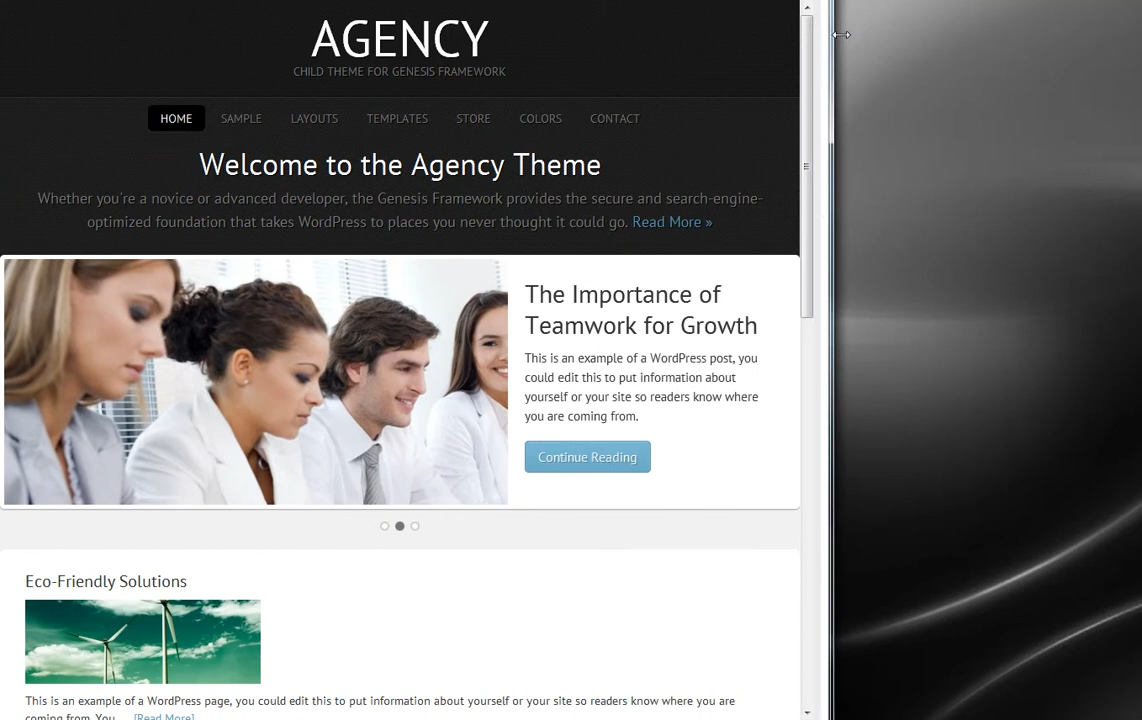 AGENCY
CHILD THEME FOR GENESIS FRAMEWORK
HOME SAMPLE LAYOUTS TEMPLATES STORE COLORS CONTACT
Welcome to the Agency Theme
Whether you're a novice or advanced developer, the Genesis Framework provides the secure and search-engine-
optimized foundation that takes WordPress to places you never thought it could go. Read More »
The Importance of
Teamwork for Growth
This is an example of a WordPress post, you
could edit this to put information about
yourself or your site so readers know where
you are coming from.
Continue Reading
Eco-Friendly Solutions
This is an example of a WordPress page, you could edit this to put information about yourself or your site so readers know where you are
coming from. You … [Read More]